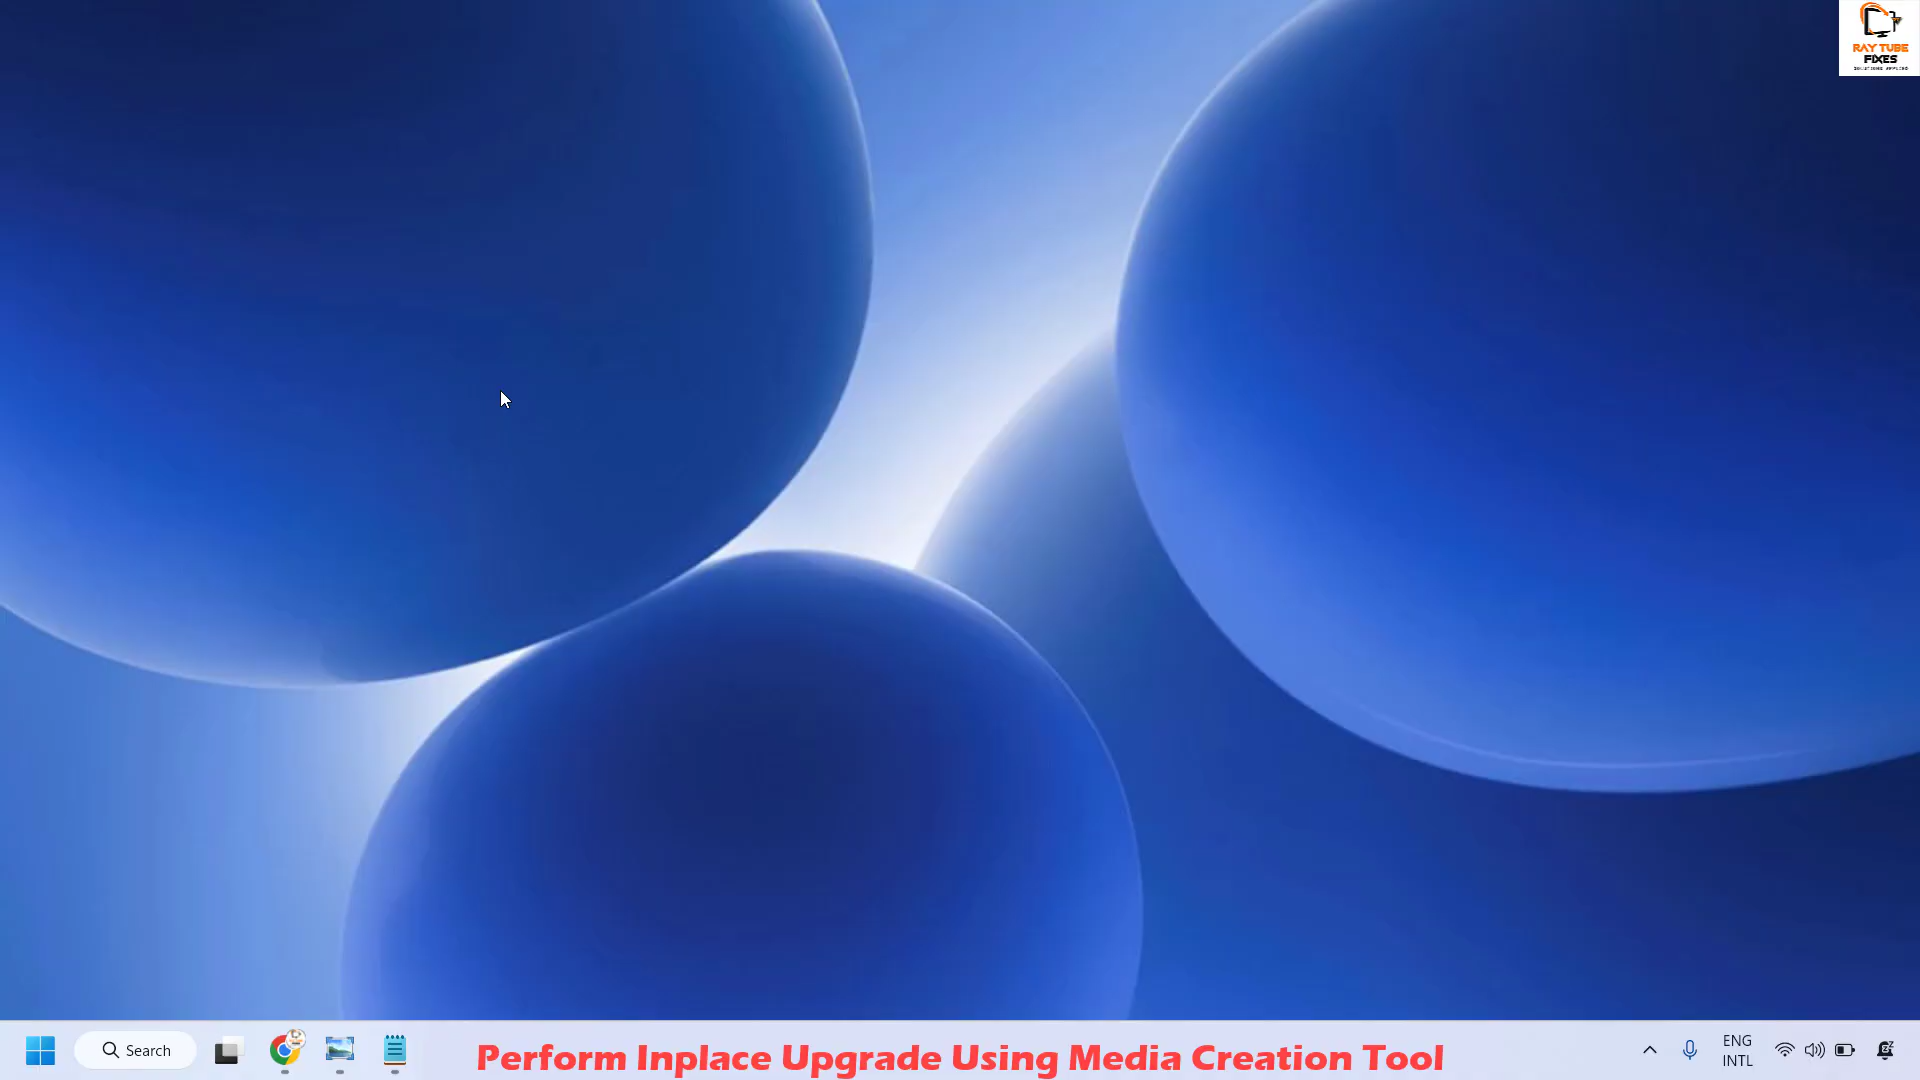 RAY TUBE
FIXES
Search
Perform Inplace Upgrade Using Media Creation Tool
ENG
INTL